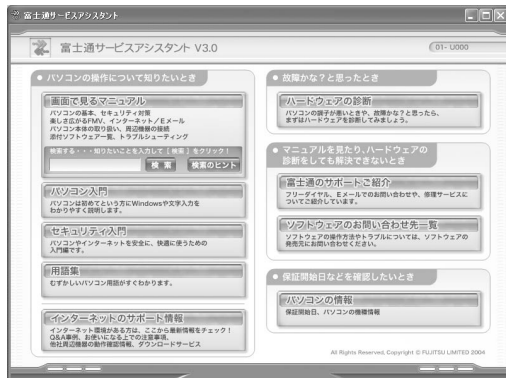 富士通サービスアシスタント
富士通サービスアシスタント V3.0
01- U000
パソコンの操作について知りたいとき
画面で見るマニュアル
パソコンの基本、セキュリティ対策
楽しさ広がるFMV、インターネット/Eメール
パソコン本体の取り扱い、周辺機器の接続
添付ソフトウェア一覧、トラブルシューティング
検索する・・・知りたいことを入力して[ 検索 ]をクリック!
検 索
検索のヒント
パソコン入門
パソコンは初めてという方にWindowsや文字入力を
わかりやすく説明します。
セキュリティ入門
パソコンやインターネットを安全に、快適に使うための
入門編です。
用語集
むずかしいパソコン用語がすぐわかります。
インターネットのサポート情報
インターネット環境がある方は、ここから最新情報をチェック!
Q&A事例、お使いになる上での注意事項、
他社周辺機器の動作確認情報、ダウンロードサービス
故障かな?と思ったとき
ハードウェアの診断
パソコンの調子が悪いときや、故障かな?と思ったら、
まずはハードウェアを診断してみましょう。
マニュアルを見たり、ハードウェアの
診断をしても解決できないとき
富士通のサポートご紹介
フリーダイヤル、Eメールでのお問い合わせや、修理サービスに
ついてご紹介しています。
ソフトウェアのお問い合わせ先一覧
ソフトウェアの操作方法やトラブルについては、ソフトウェアの
発売元にお問い合わせください。
保証開始日などを確認したいとき
パソコンの情報
保証開始日、パソコンの機種情報
All Rights Reserved, Copyright © FUJITSU LIMITED 2004